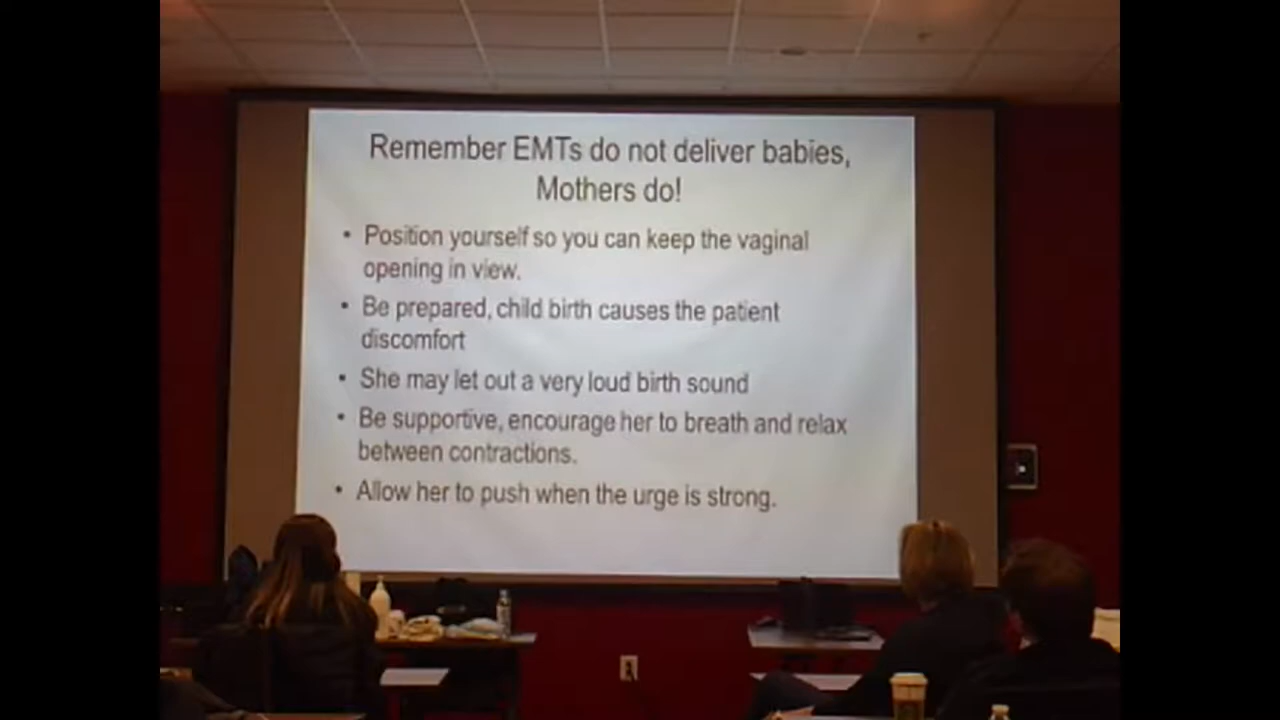 Remember EMTs do not deliver babies,
Mothers do!
• Position yourself so you can keep the vaginal
opening in view.
• Be prepared, child birth causes the patient
discomfort
• She may let out a very loud birth sound
• Be supportive, encourage her to breath and relax
between contractions.
• Allow her to push when the urge is strong.